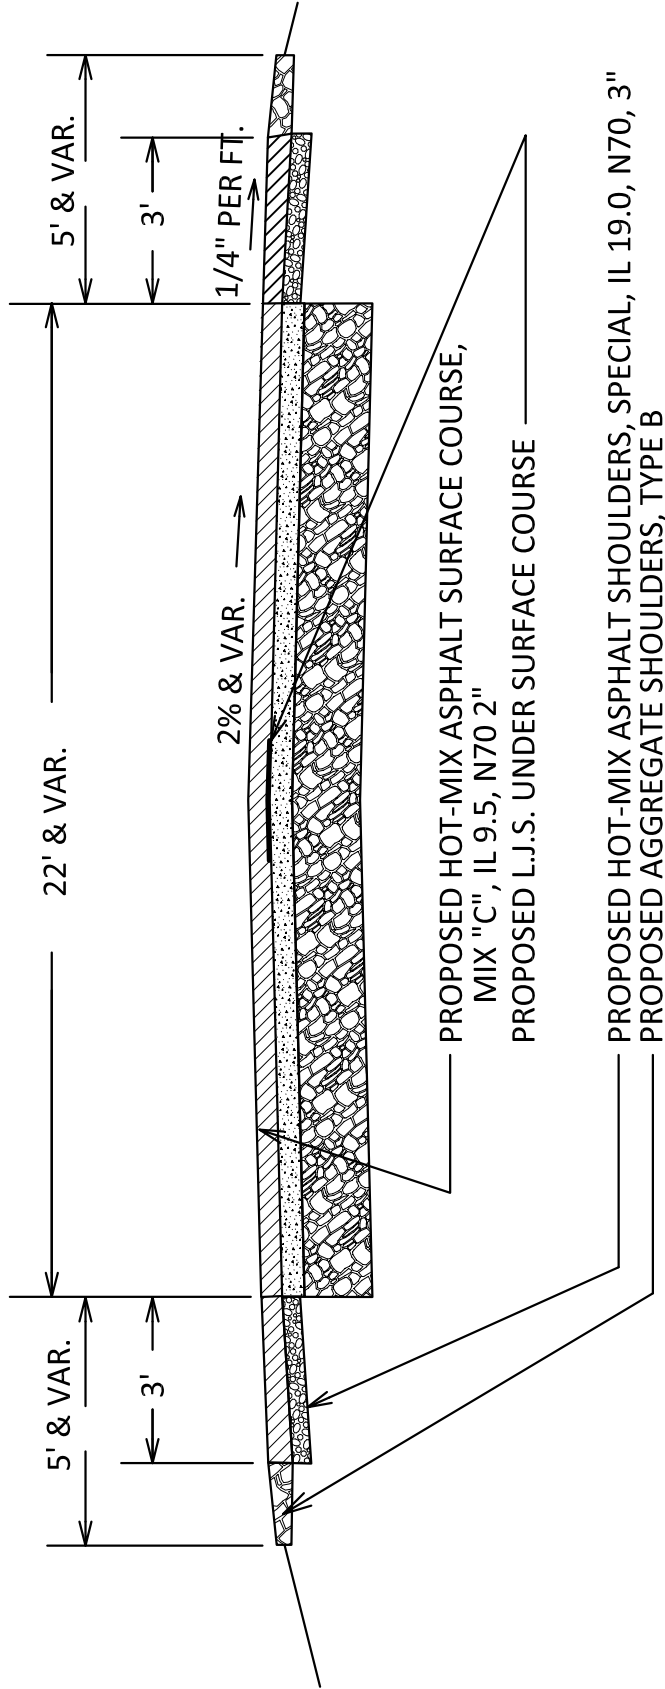 22' & VAR.
5' & VAR.
5' & VAR.
3'
3'
2% & VAR.
1/4" PER FT.
PROPOSED HOT-MIX ASPHALT SURFACE COURSE,
MIX "C", IL 9.5, N70 2"
PROPOSED L.J.S. UNDER SURFACE COURSE
PROPOSED HOT-MIX ASPHALT SHOULDERS, SPECIAL, IL 19.0, N70, 3"
PROPOSED AGGREGATE SHOULDERS, TYPE B